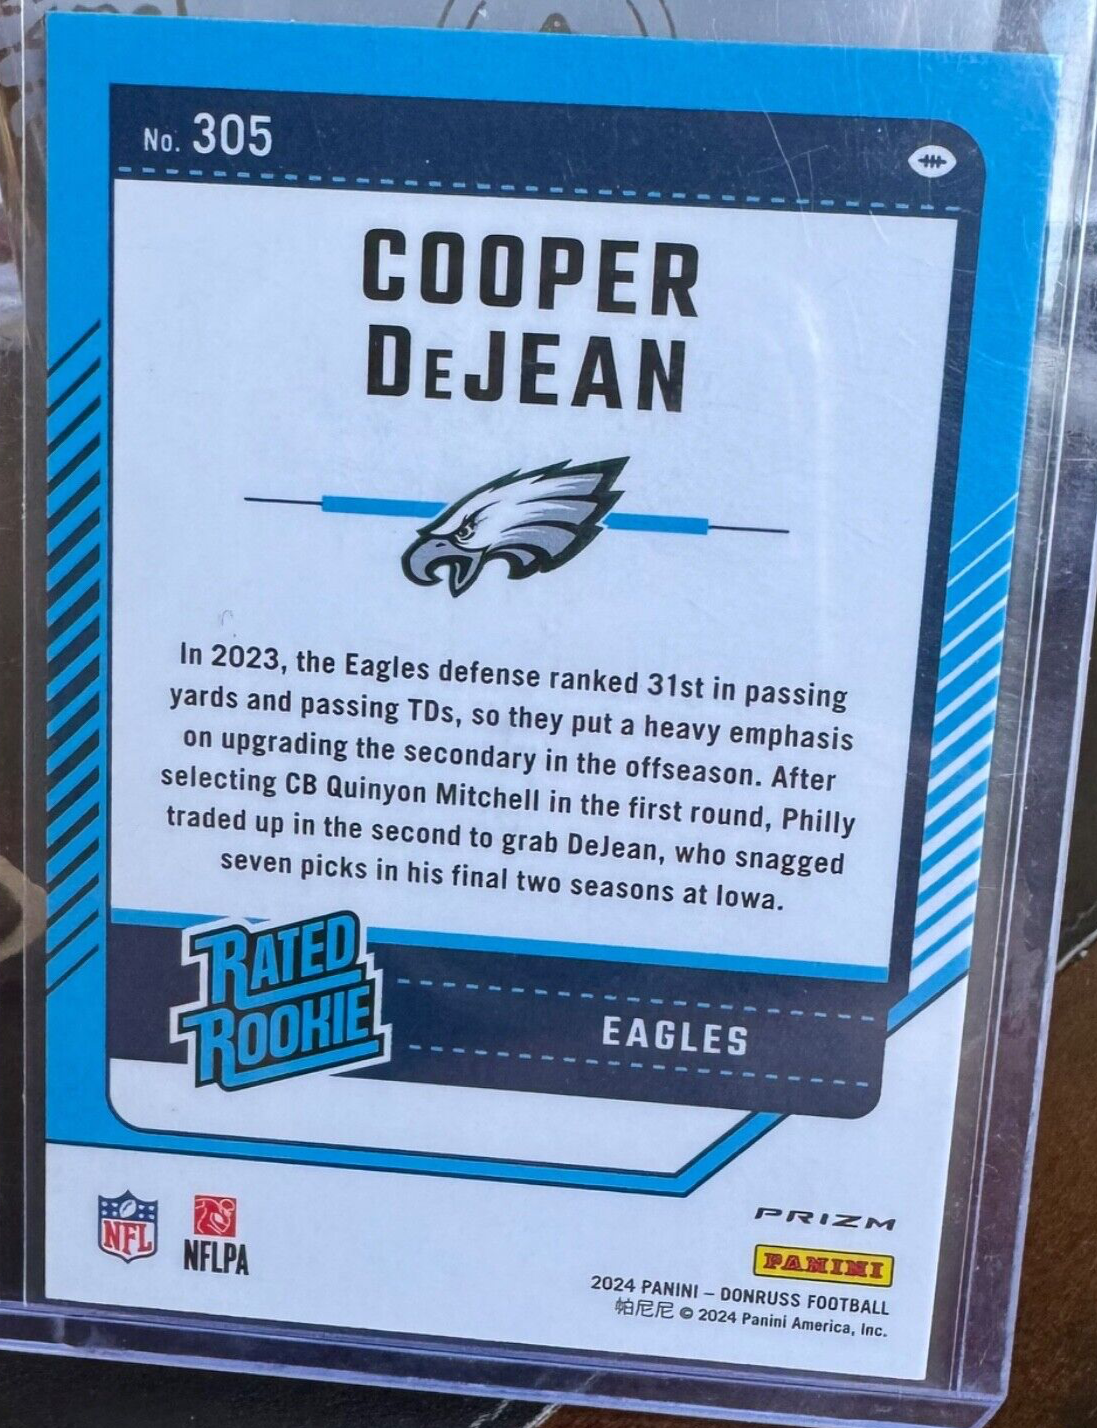 No. 305
COOPER
DeJEAN
In 2023, the Eagles defense ranked 31st in passing
yards and passing TDs, so they put a heavy emphasis
on upgrading the secondary in the offseason. After
selecting CB Quinyon Mitchell in the first round, Philly
traded up in the second to grab DeJean, who snagged
seven picks in his final two seasons at Iowa.
RATED
ROOKIE
EAGLES
NFL
NFLPA
PRIZM
PANINI
2024 PANINI – DONRUSS FOOTBALL
帕尼尼 © 2024 Panini America, Inc.